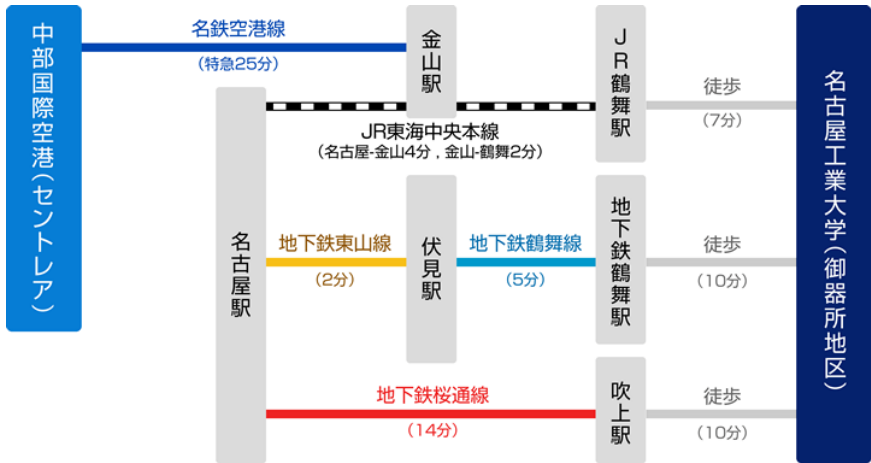 中部国際空港(セントレア)
名鉄空港線
(特急25分)
金山駅
JR鶴舞駅
徒歩
(7分)
名古屋工業大学(御器所地区)
JR東海中央本線
(名古屋-金山4分 , 金山-鶴舞2分)
名古屋駅
地下鉄東山線
(2分)
伏見駅
地下鉄鶴舞線
(5分)
地下鉄鶴舞駅
徒歩
(10分)
地下鉄桜通線
(14分)
吹上駅
徒歩
(10分)